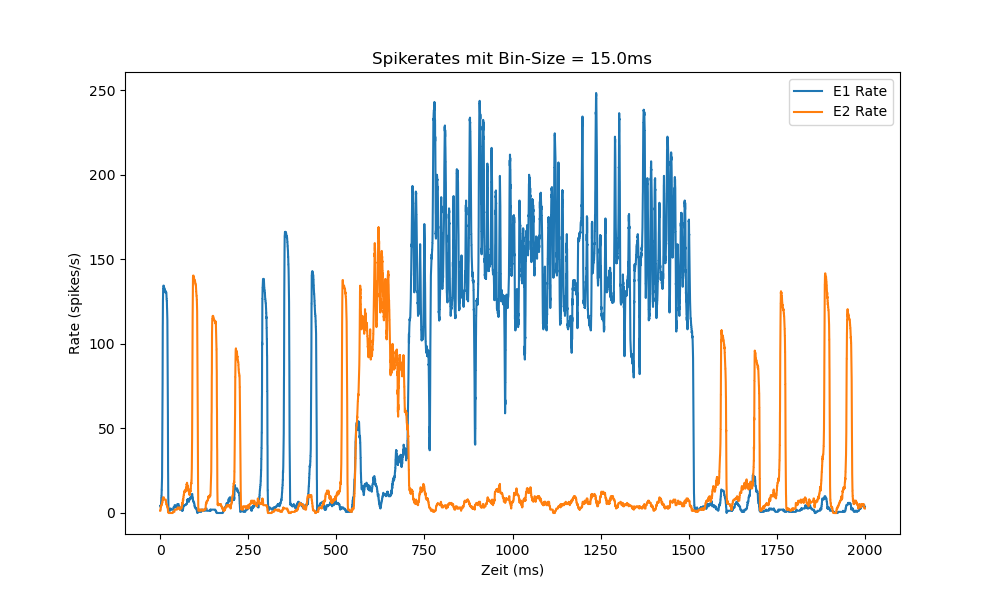 Spikerates mit Bin-Size = 15.0ms
E1 Rate
E2 Rate
Rate (spikes/s)
250
200
150
100
50
0
0 250 500 750 1000 1250 1500 1750 2000
Zeit (ms)